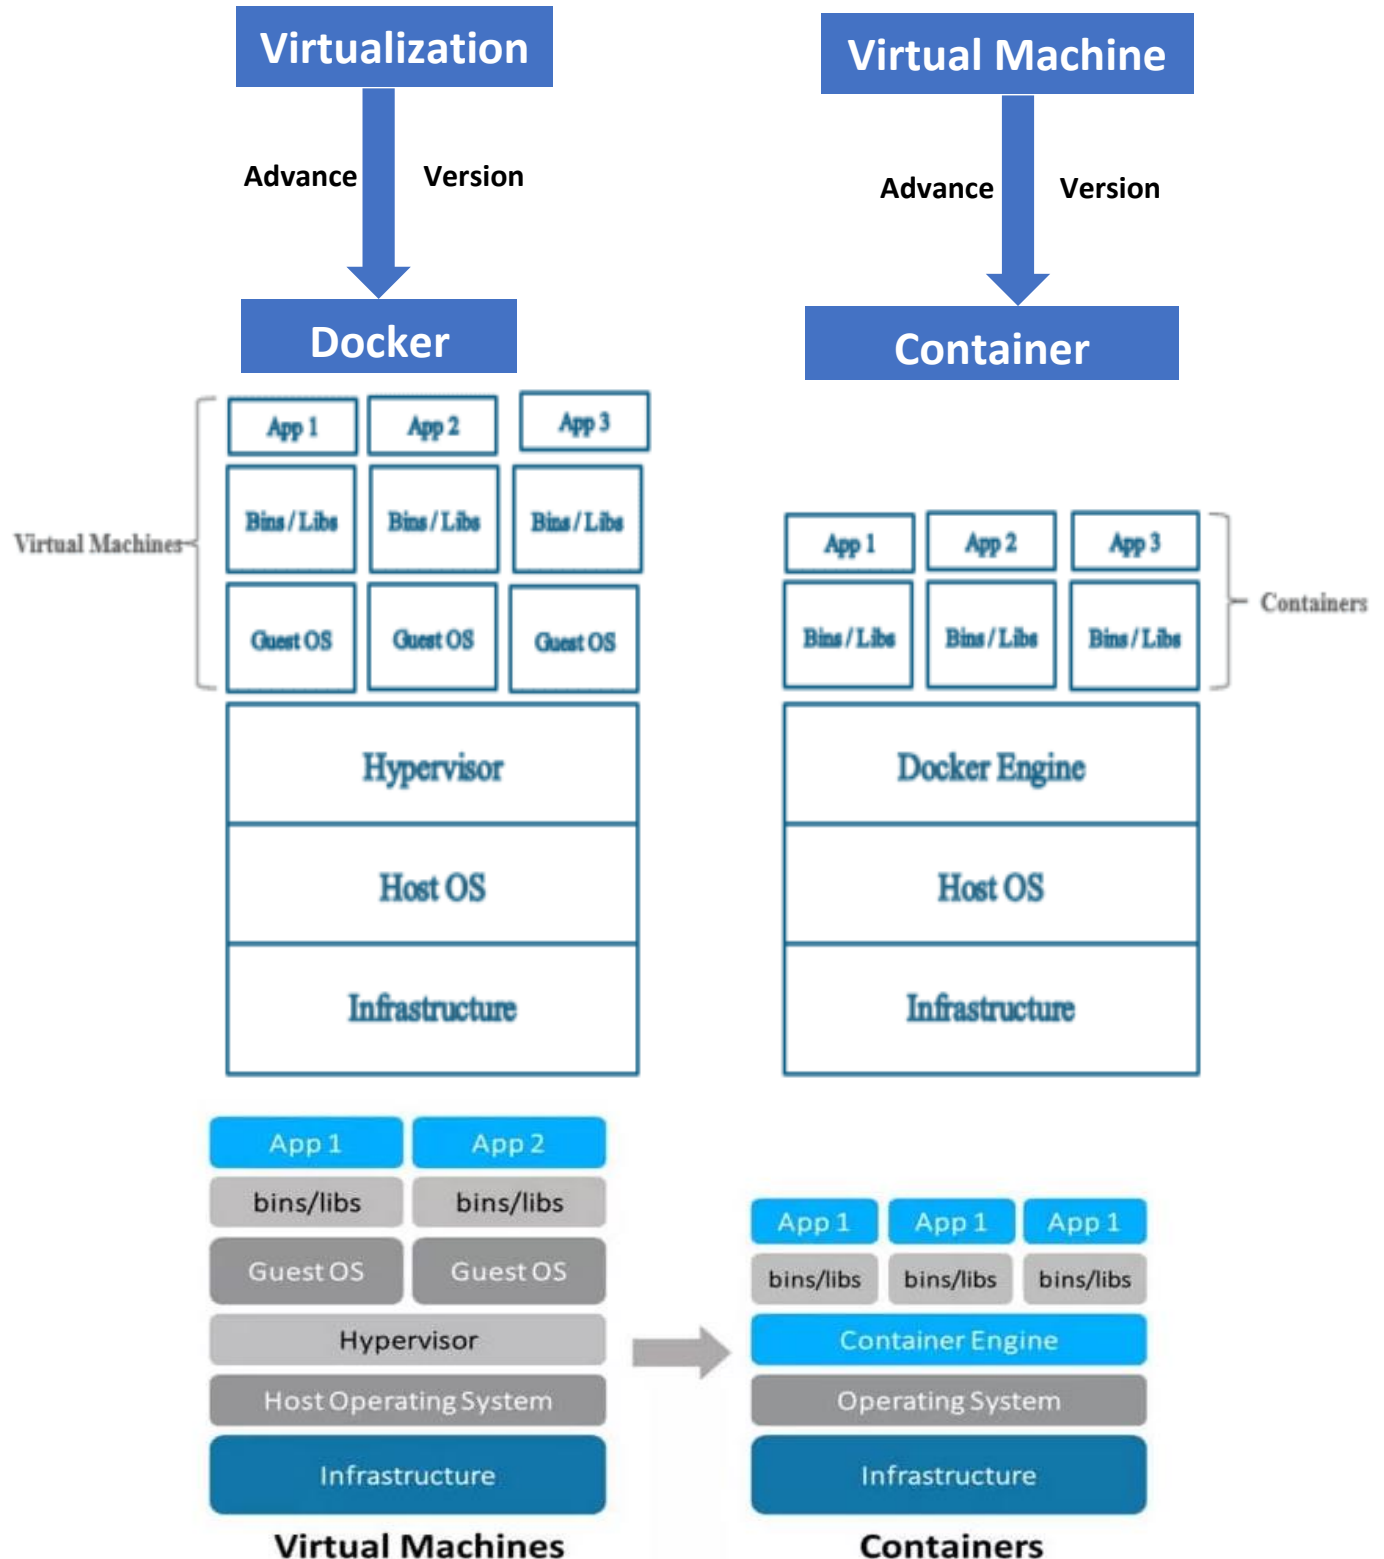 Virtualization
Virtual Machine
Advance Version
Advance Version
Docker
Container
App 1 App 2 App 3
Bins / Libs Bins / Libs Bins / Libs
Virtual Machines
Guest OS Guest OS Guest OS
Hypervisor
Host OS
Infrastructure
App 1 App 2 App 3
Containers
Bins / Libs Bins / Libs Bins / Libs
Docker Engine
Host OS
Infrastructure
App 1 App 2
bins/libs bins/libs
Guest OS Guest OS
Hypervisor
Host Operating System
Infrastructure
Virtual Machines
App 1 App 1 App 1
bins/libs bins/libs bins/libs
Container Engine
Operating System
Infrastructure
Containers